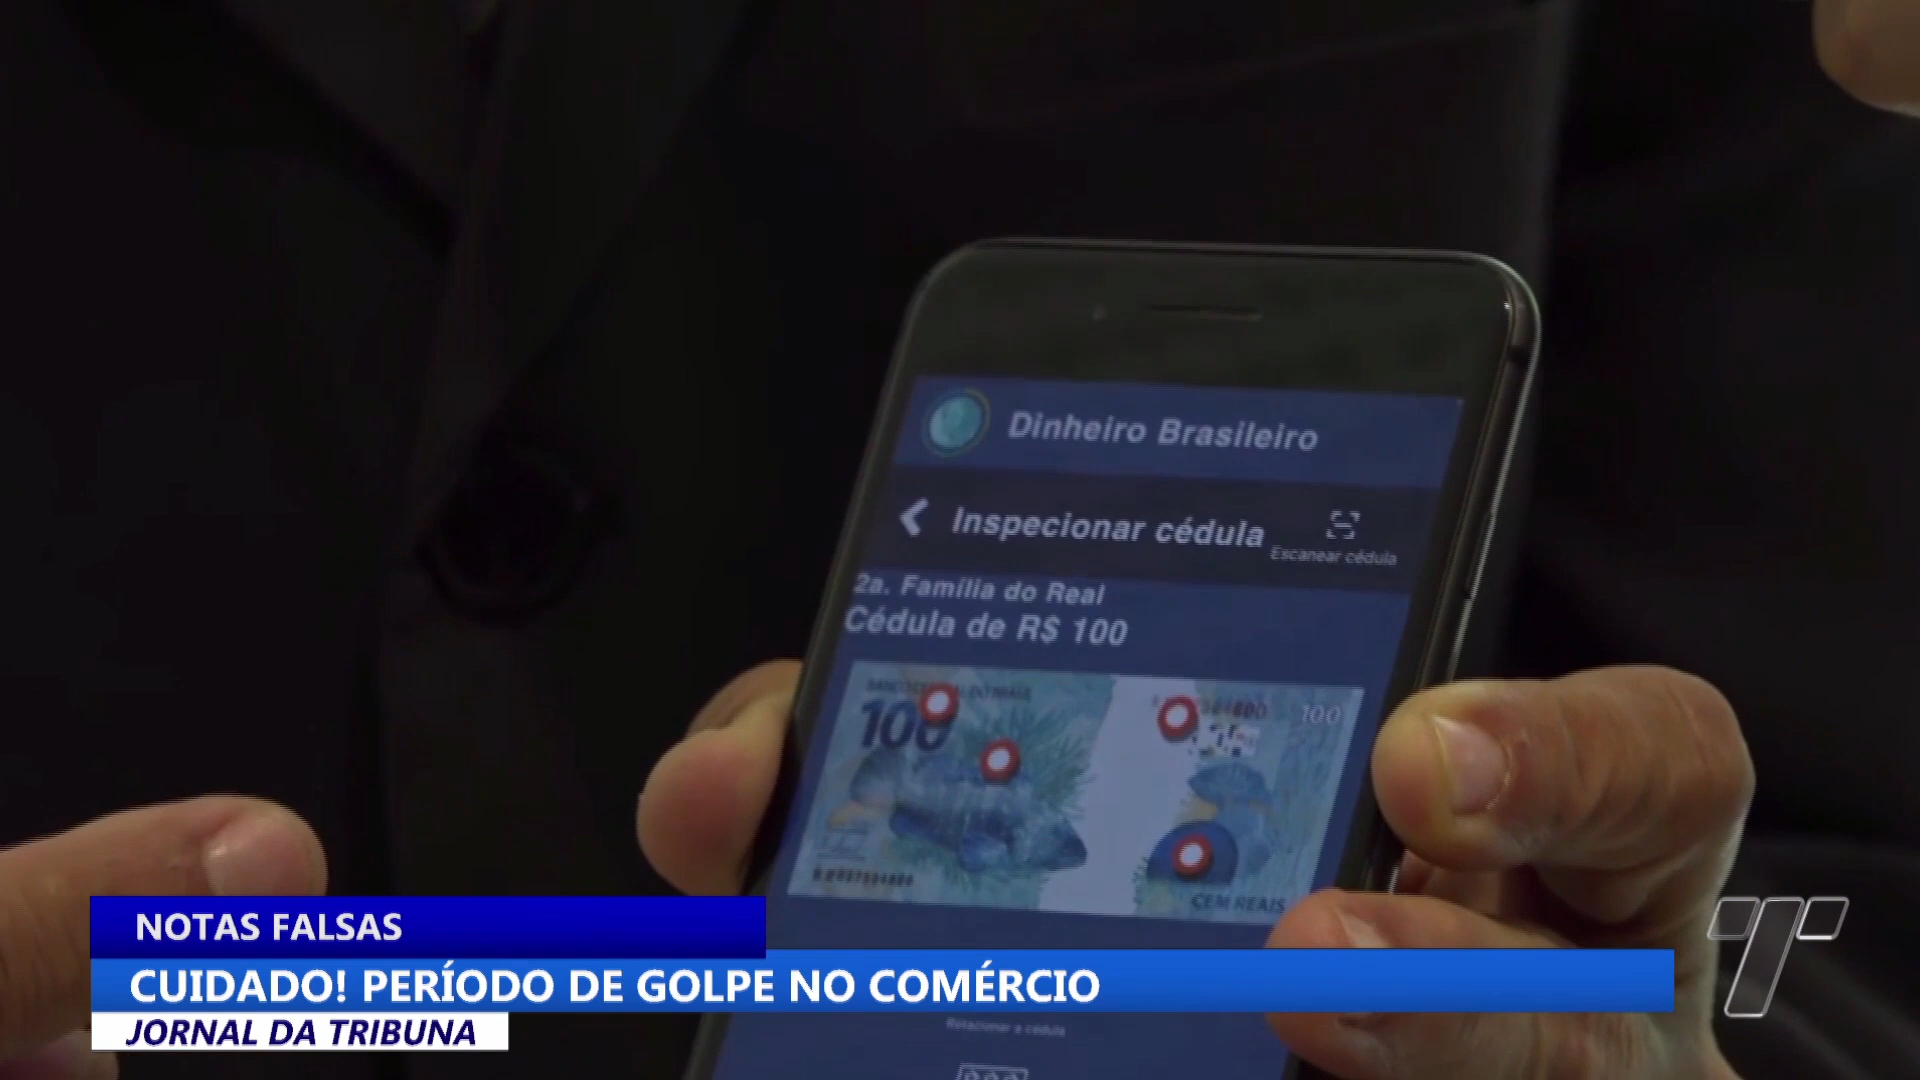 Dinheiro Brasileiro
Inspecionar cédula
Escanear cédula
2a. Família do Real
Cédula de R$ 100
100
100
CEM REAIS
NOTAS FALSAS
CUIDADO! PERÍODO DE GOLPE NO COMÉRCIO
JORNAL DA TRIBUNA